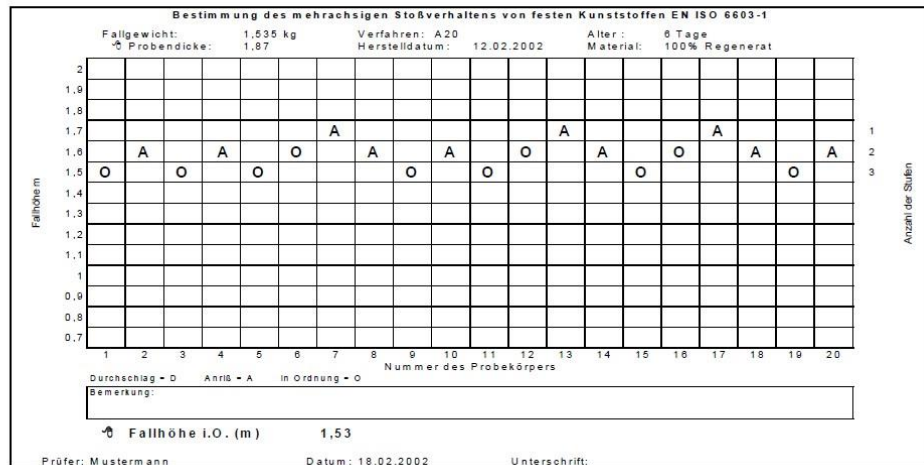 Bestimmung des mehrachsigen Stoßverhaltens von festen Kunststoffen EN ISO 6603-1
Fallgewicht: 1,535 kg Verfahren: A20 Alter : 6 Tage
Probendicke: 1,87 Herstelldatum: 12.02.2002 Material: 100% Regenerat
2
1,9
1,8
1,7 A A A 1
1,6 A A O A A O A O A A 2
1,5 O O O O O O O 3
1,4
1,3
1,2
1,1
1
0,9
0,8
0,7
Fallhöhe m
Anzahl der Stufen
1 2 3 4 5 6 7 8 9 10 11 12 13 14 15 16 17 18 19 20
Nummer des Probekörpers
Durchschlag = D Anriß = A In Ordnung = O
Bemerkung:
Fallhöhe i.O. (m) 1,53
Prüfer: Mustermann Datum: 18.02.2002 Unterschrift: